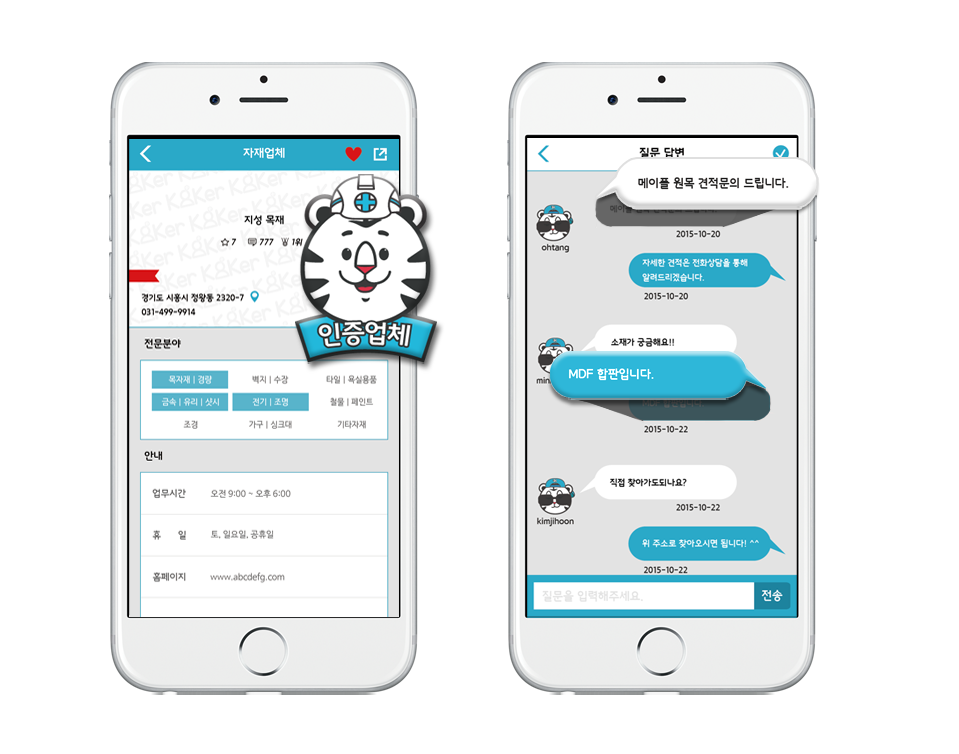 자재업체
KOKer KOKer
지성 목재
7 777 1위
경기도 시흥시 정왕동 2320-7
031-499-9914
인증업체
전문분야
목자재 | 경량 벽지 | 수장 타일 | 욕실용품
금속 | 유리 | 샷시 전기 | 조명 철물 | 페인트
조경 가구 | 싱크대 기타자재
안내
업무시간 오전 9:00 ~ 오후 6:00
휴 일 토, 일요일, 공휴일
홈페이지 www.abcdefg.com
질문 답변
메이플 원목 견적문의 드립니다.
2015-10-20
ohtang
자세한 견적은 전화상담을 통해
알려드리겠습니다.
2015-10-20
소재가 궁금해요!!
MDF 합판입니다.
2015-10-22
직접 찾아가도되나요?
2015-10-22
kimjihoon
위 주소로 찾아오시면 됩니다! ^^
2015-10-22
질문을 입력해주세요.
전송